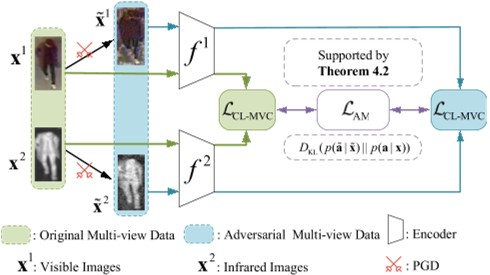 x¹
x̃¹
f¹
Supported by
Theorem 4.2
ℒCL-MVC
ℒAM
ℒCL-MVC
x²
f²
D_KL(p(ã | x̃) || p(a | x))
x̃²
: Original Multi-view Data
: Adversarial Multi-view Data
: Encoder
x¹: Visible Images
x²: Infrared Images
: PGD